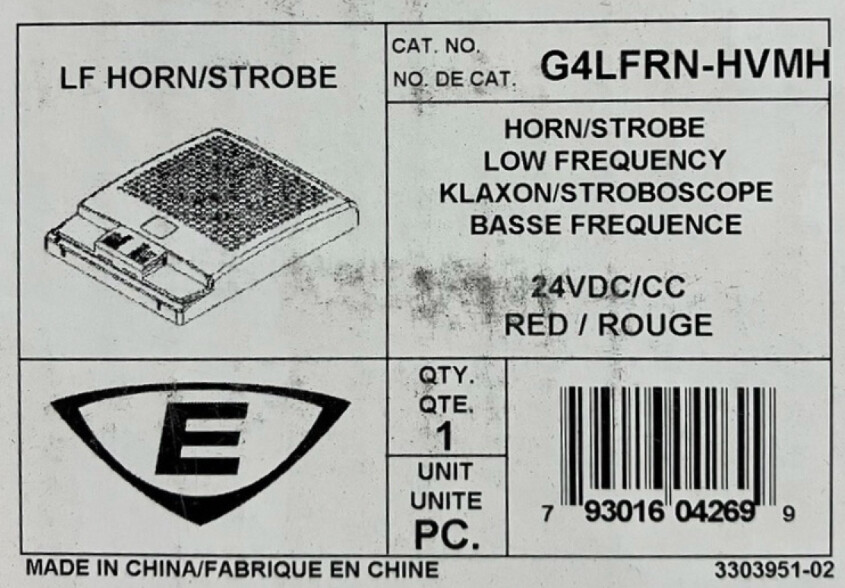 LF HORN/STROBE
CAT. NO.
NO. DE CAT.
G4LFRN-HVMH
HORN/STROBE
LOW FREQUENCY
KLAXON/STROBOSCOPE
BASSE FREQUENCE
24VDC/CC
RED / ROUGE
E
QTY.
QTE.
1
UNIT
UNITE
PC.
7 93016 04269 9
MADE IN CHINA/FABRIQUE EN CHINE
3303951-02